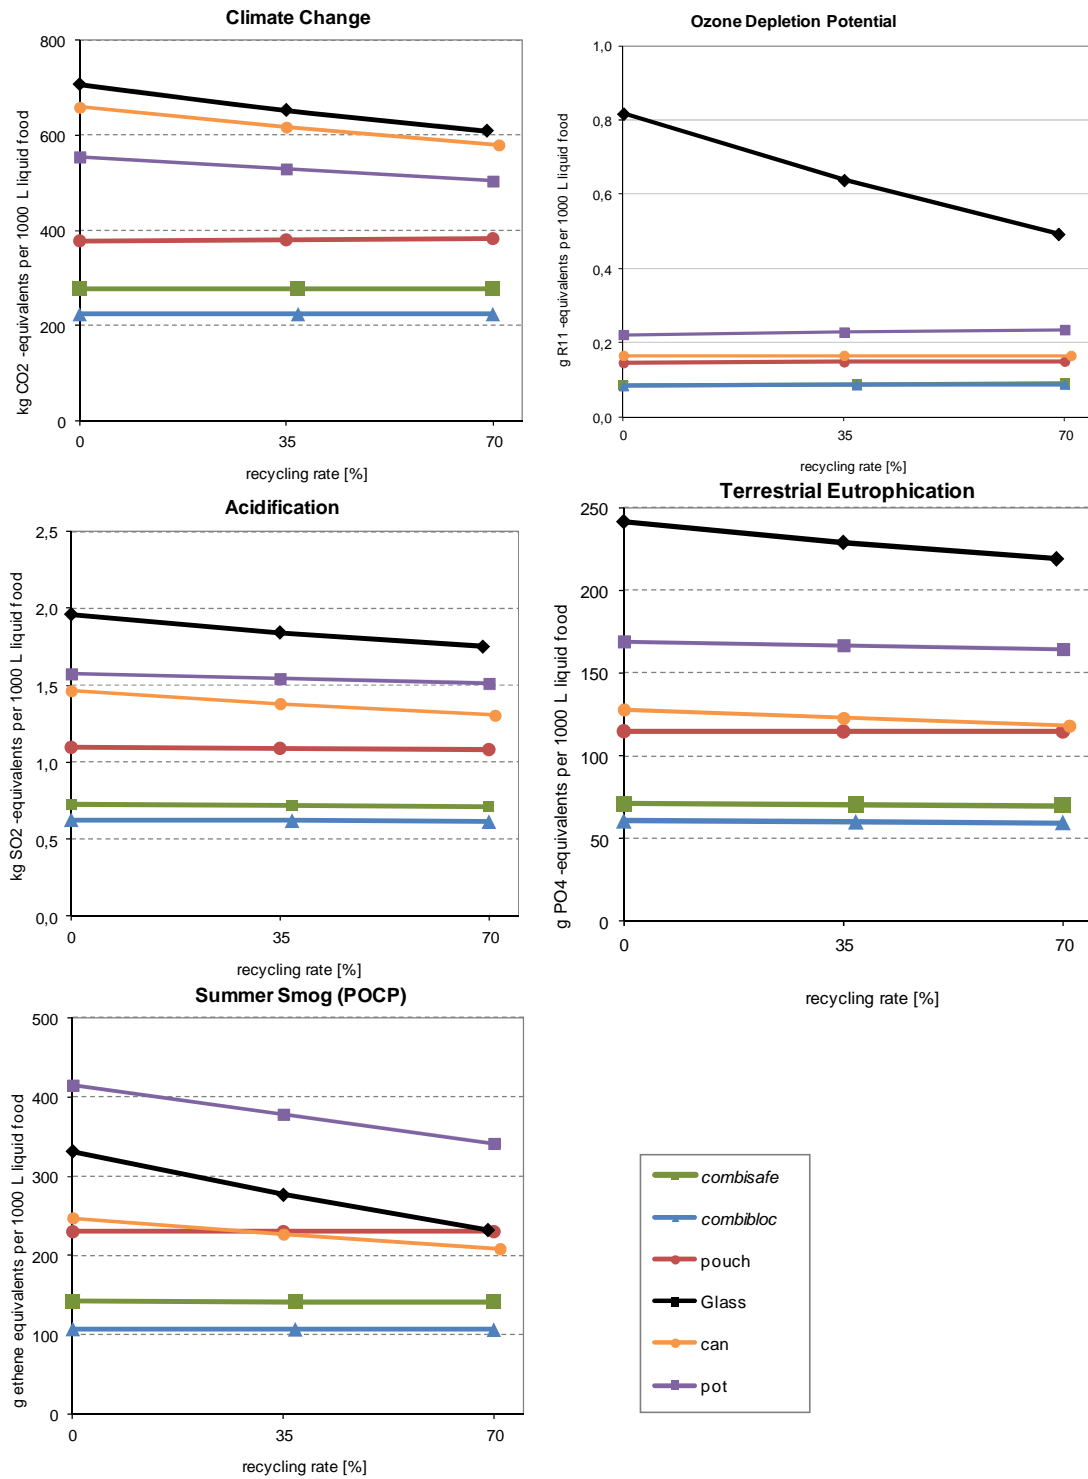 Climate Change
kg CO2 -equivalents per 1000 L liquid food
800
600
400
200
0
0 35 70
recycling rate [%]
Ozone Depletion Potential
g R11 -equivalents per 1000 L liquid food
1,0
0,8
0,6
0,4
0,2
0,0
0 35 70
recycling rate [%]
Acidification
kg SO2 -equivalents per 1000 L liquid food
2,5
2,0
1,5
1,0
0,5
0,0
0 35 70
recycling rate [%]
Terrestrial Eutrophication
g PO4 -equivalents per 1000 L liquid food
250
200
150
100
50
0
0 35 70
recycling rate [%]
Summer Smog (POCP)
g ethene equivalents per 1000 L liquid food
500
400
300
200
100
0
0 35 70
recycling rate [%]
combisafe
combibloc
pouch
Glass
can
pot